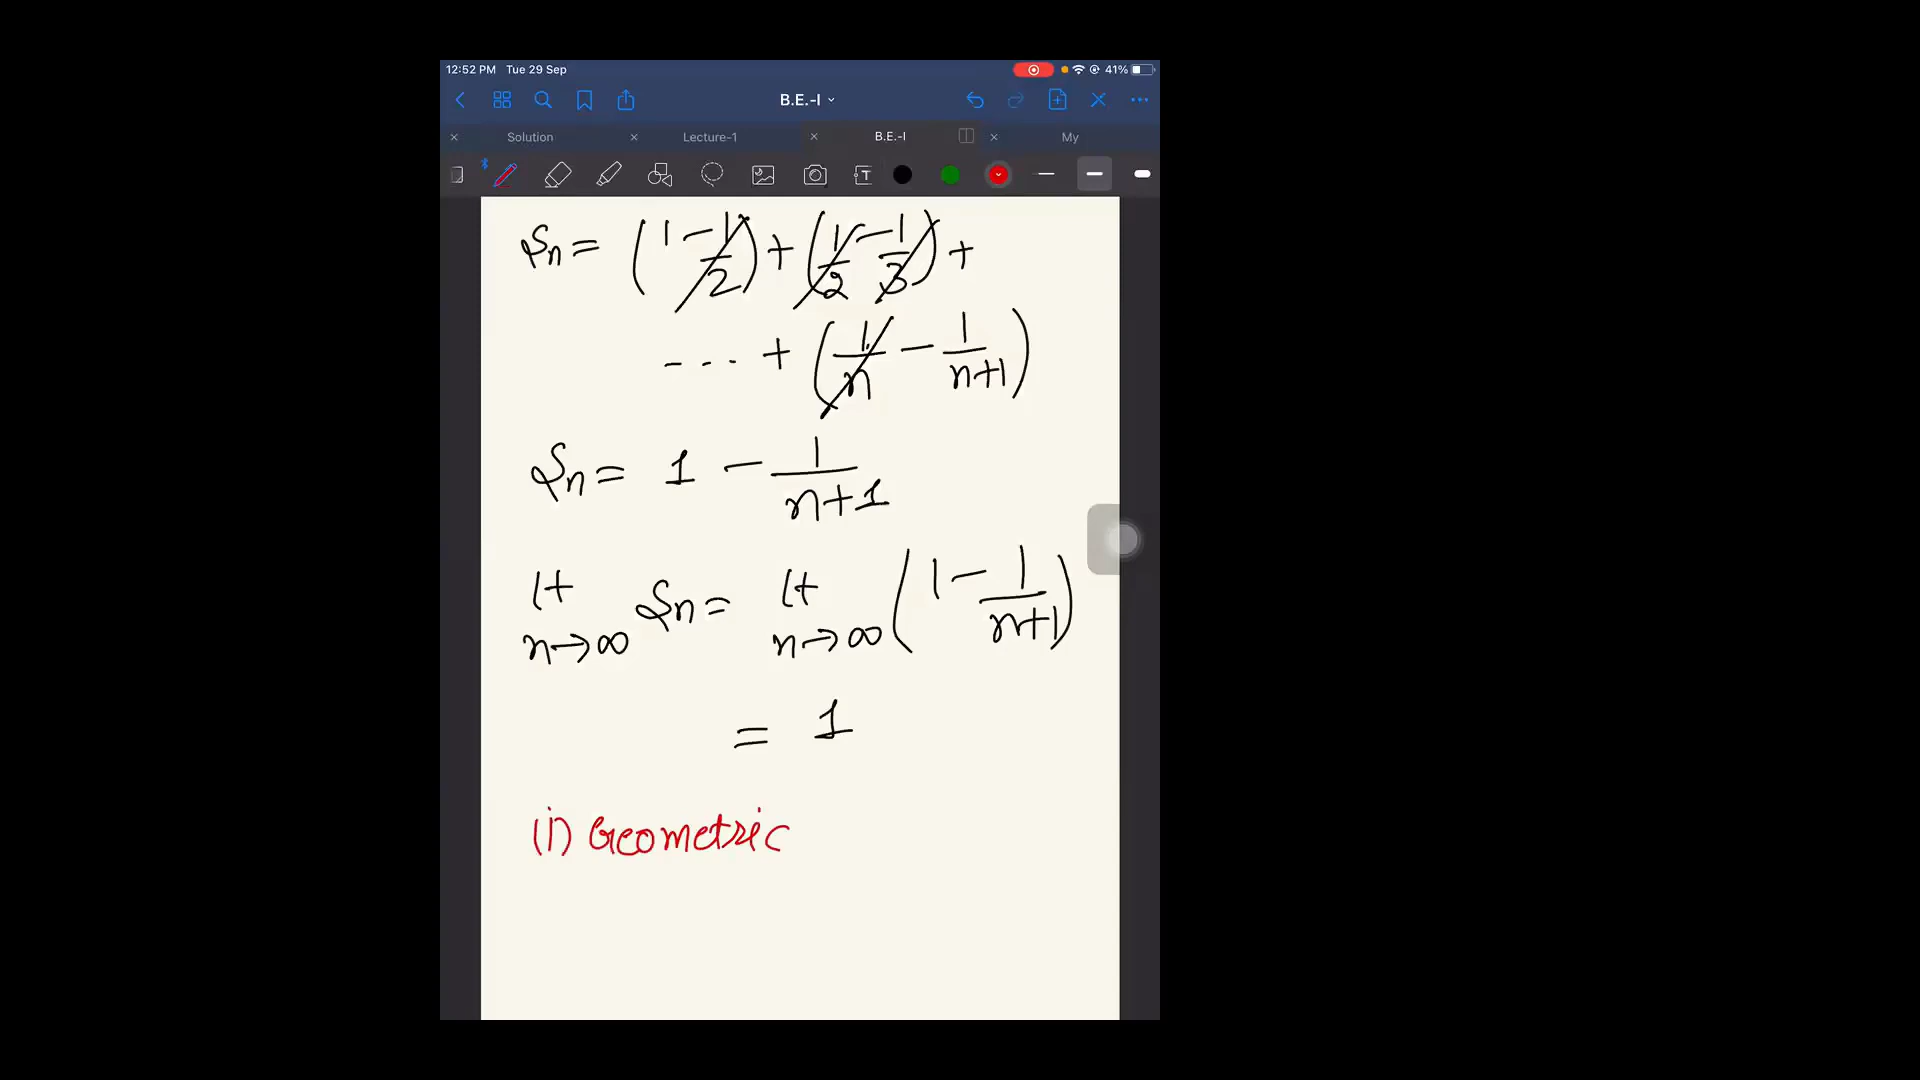 12:52 PM Tue 29 Sep 41%
B.E.-I
Solution Lecture-1 B.E.-I My
T
Sn = (1 - 1/2) + (1/2 - 1/3) +
--- + (1/n - 1/n+1)
Sn = 1 - 1/n+1
lt n→∞ Sn = lt n→∞ (1 - 1/n+1)
= 1
(i) Geometric